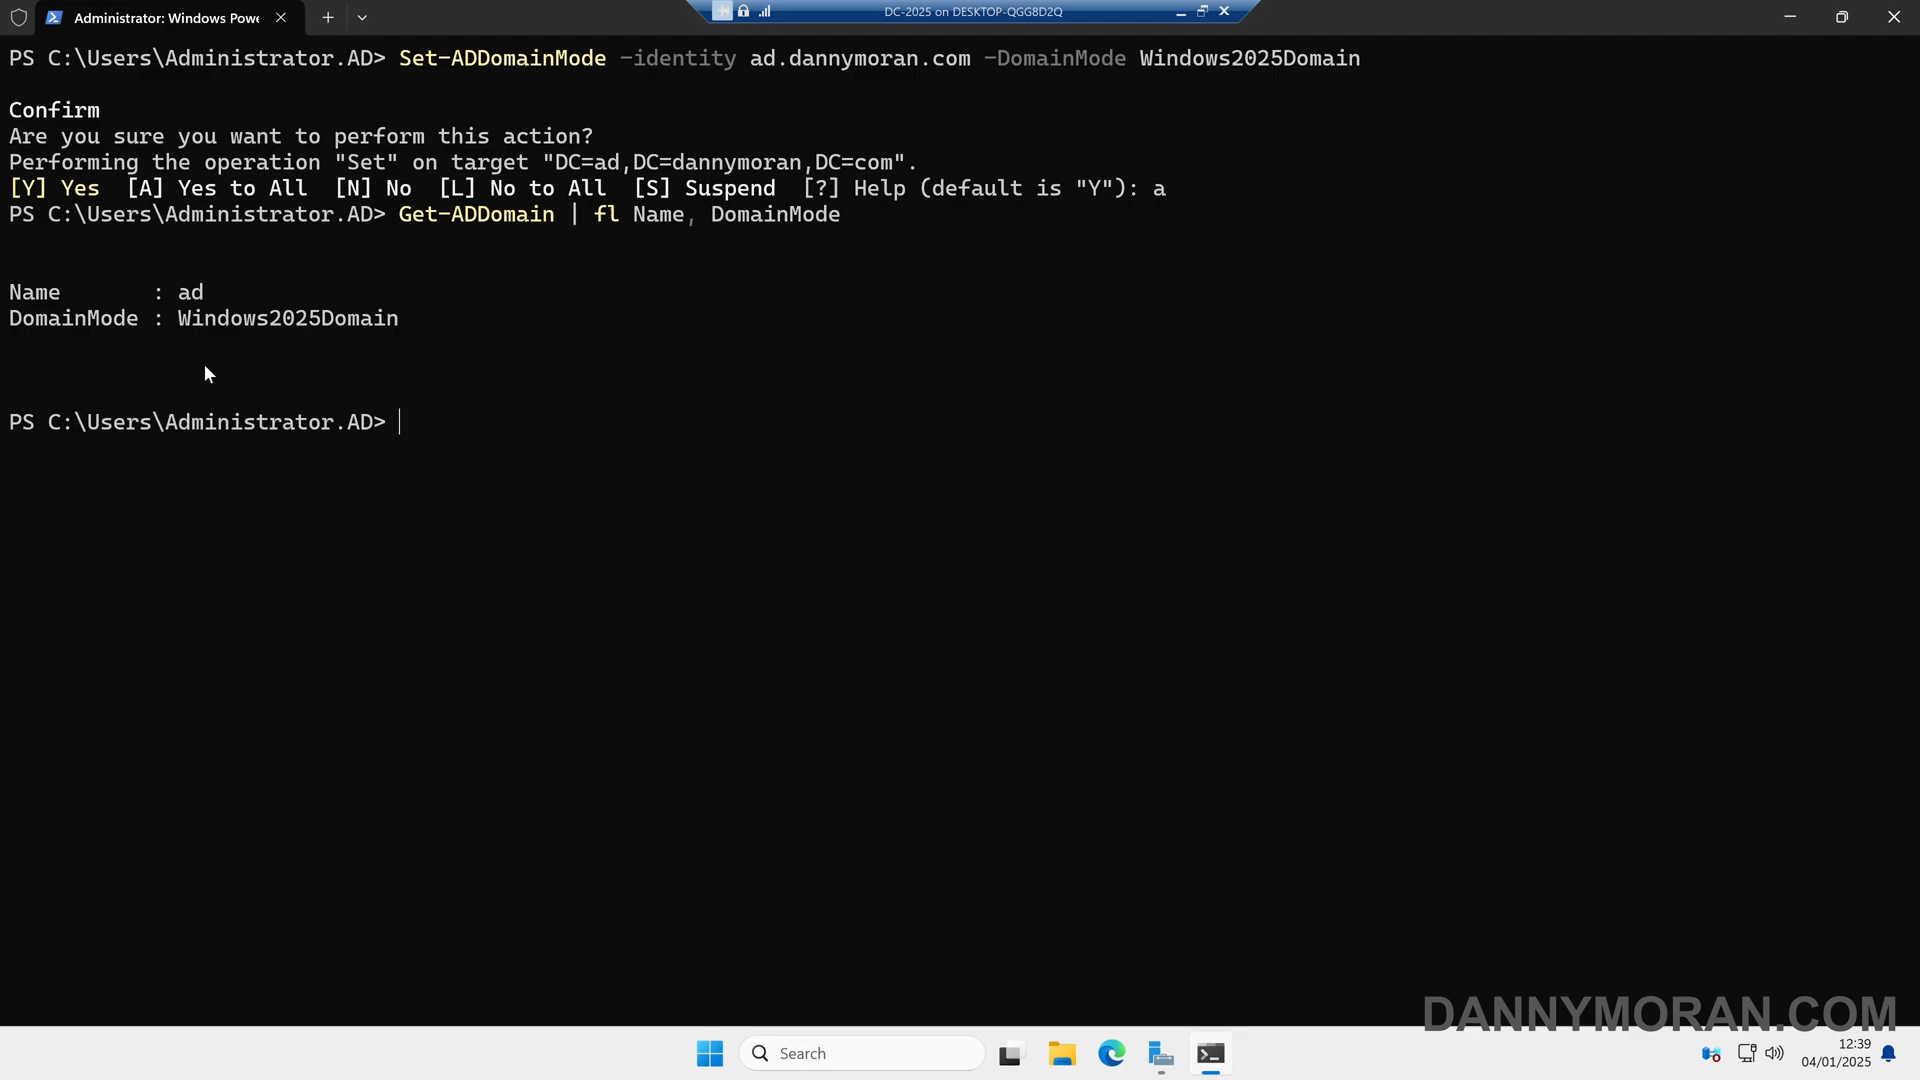 Administrator: Windows Powe
DC-2025 on DESKTOP-QGG8D2Q
PS C:\Users\Administrator.AD> Set-ADDomainMode -identity ad.dannymoran.com -DomainMode Windows2025Domain
Confirm
Are you sure you want to perform this action?
Performing the operation "Set" on target "DC=ad,DC=dannymoran,DC=com".
[Y] Yes  [A] Yes to All  [N] No  [L] No to All  [S] Suspend  [?] Help (default is "Y"): a
PS C:\Users\Administrator.AD> Get-ADDomain | fl Name, DomainMode
Name       : ad
DomainMode : Windows2025Domain
PS C:\Users\Administrator.AD>
DANNYMORAN.COM
Search
12:39
04/01/2025